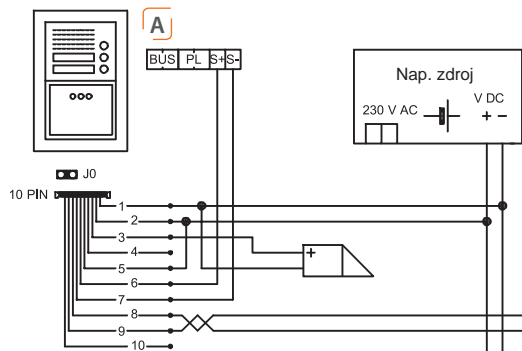 A
BUS PL S+ S-
Nap. zdroj
230 V AC
V DC
+ −
J0
10 PIN
1
2
3
4
+
5
6
7
8
9
10